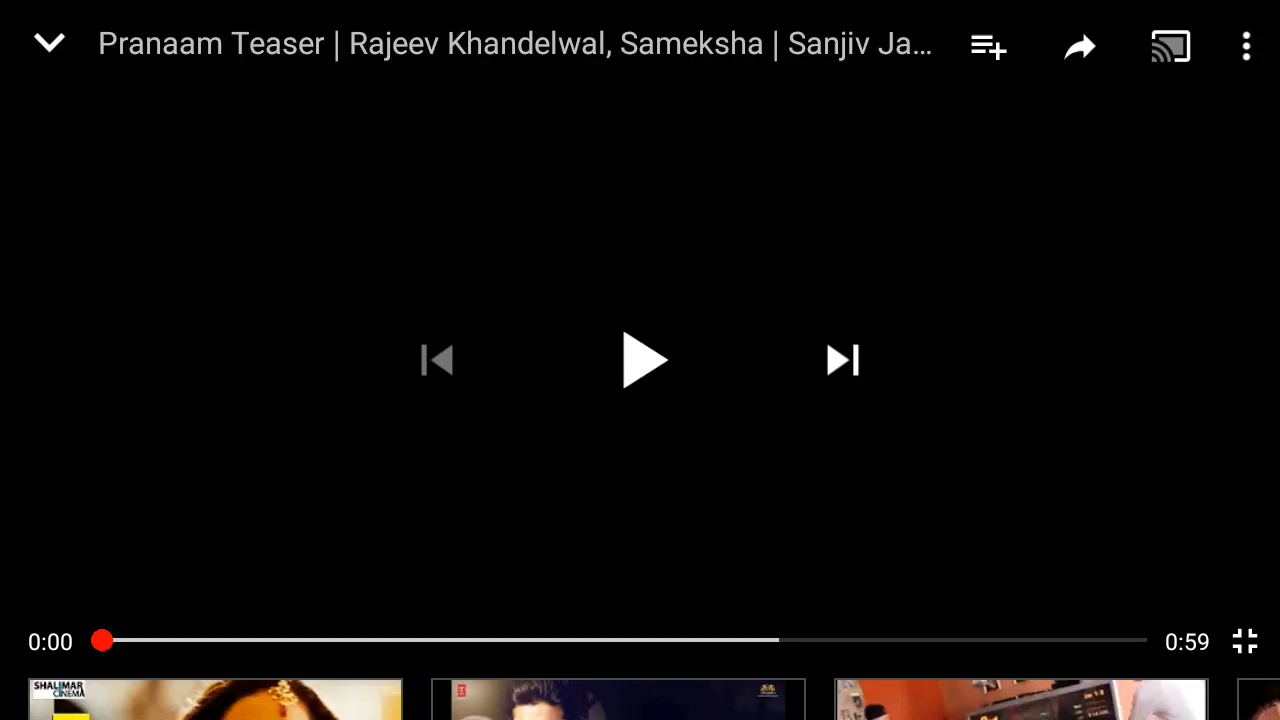 Pranaam Teaser | Rajeev Khandelwal, Sameksha | Sanjiv Ja...
0:00
0:59
SHALIMAR
CINEMA